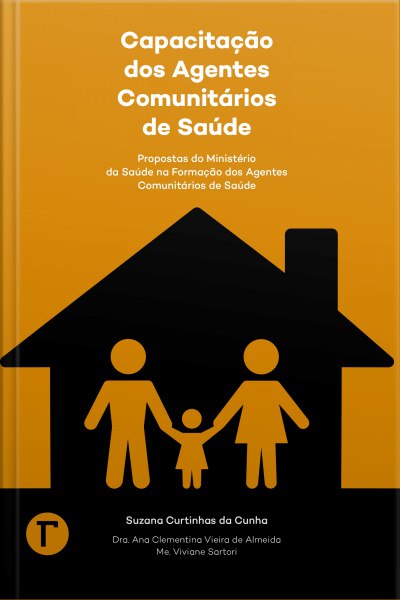 Capacitação
dos Agentes
Comunitários
de Saúde
Propostas do Ministério
da Saúde na Formação dos Agentes
Comunitários de Saúde
Suzana Curtinhas da Cunha
Dra. Ana Clementina Vieira de Almeida
Me. Viviane Sartori
T